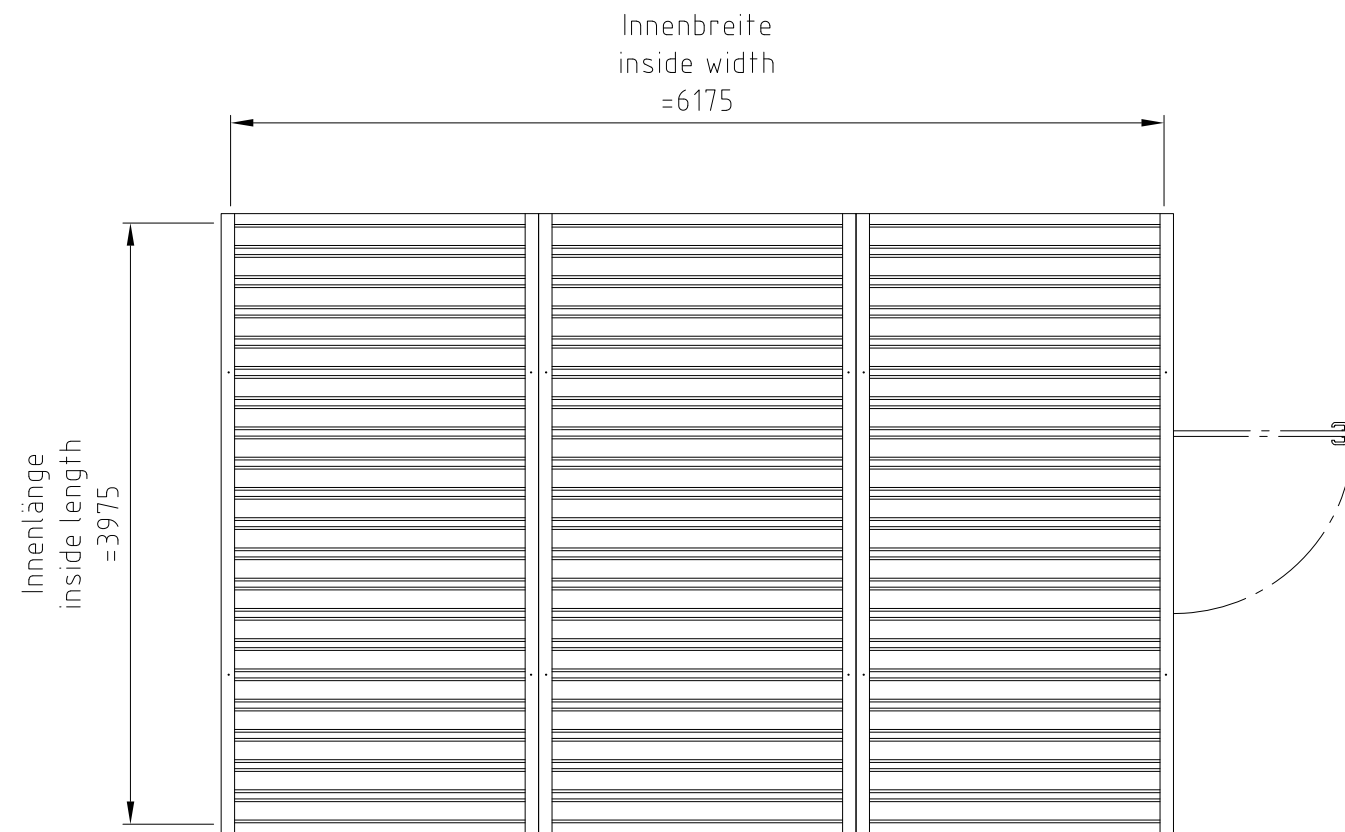 Innenbreite
inside width
=6175
Innenlänge
inside length
=3975